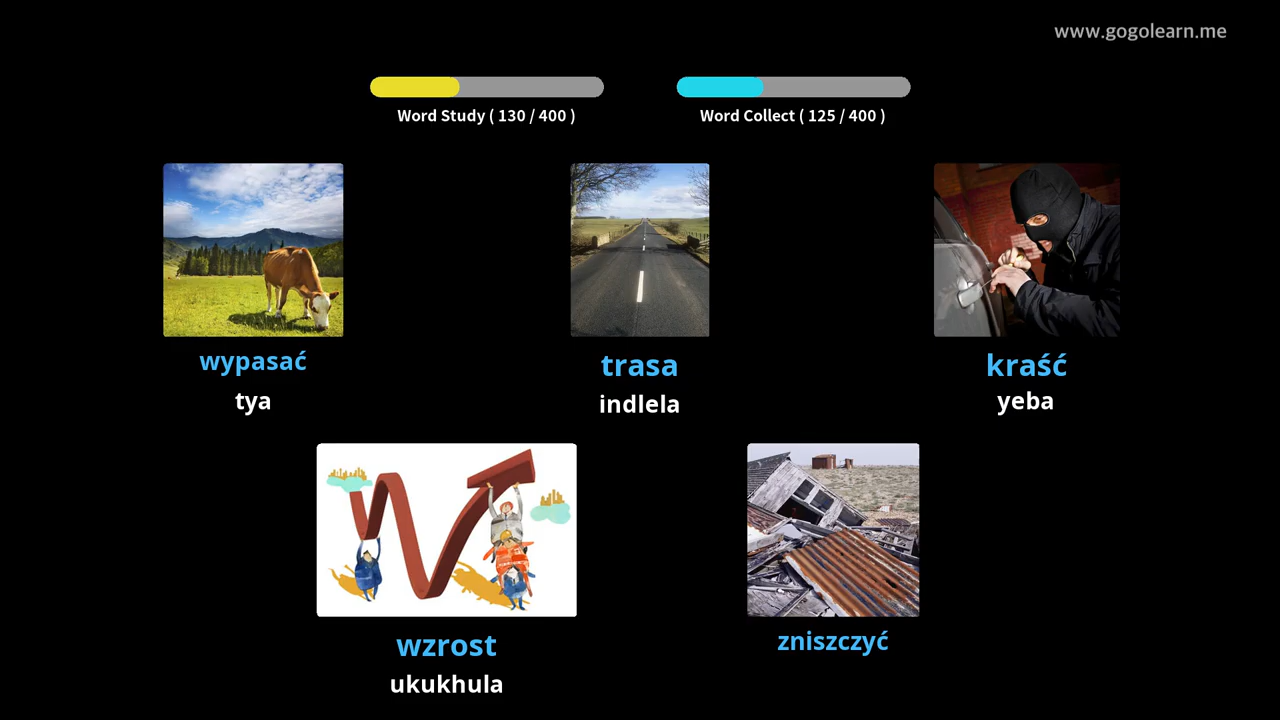 www.gogolearn.me
Word Study ( 130 / 400 )
Word Collect ( 125 / 400 )
wypasać
tya
trasa
indlela
kraść
yeba
wzrost
ukukhula
zniszczyć